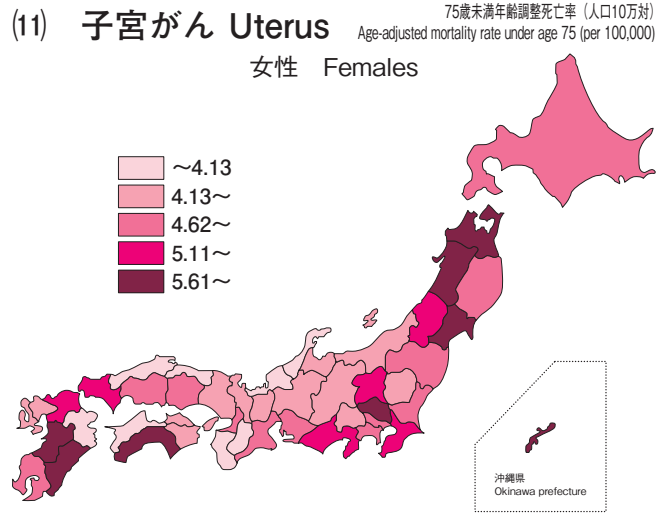 (11) 子宮がん Uterus
75歳未満年齢調整死亡率（人口10万対）
Age-adjusted mortality rate under age 75 (per 100,000)
女性 Females
～4.13
4.13～
4.62～
5.11～
5.61～
沖縄県
Okinawa prefecture